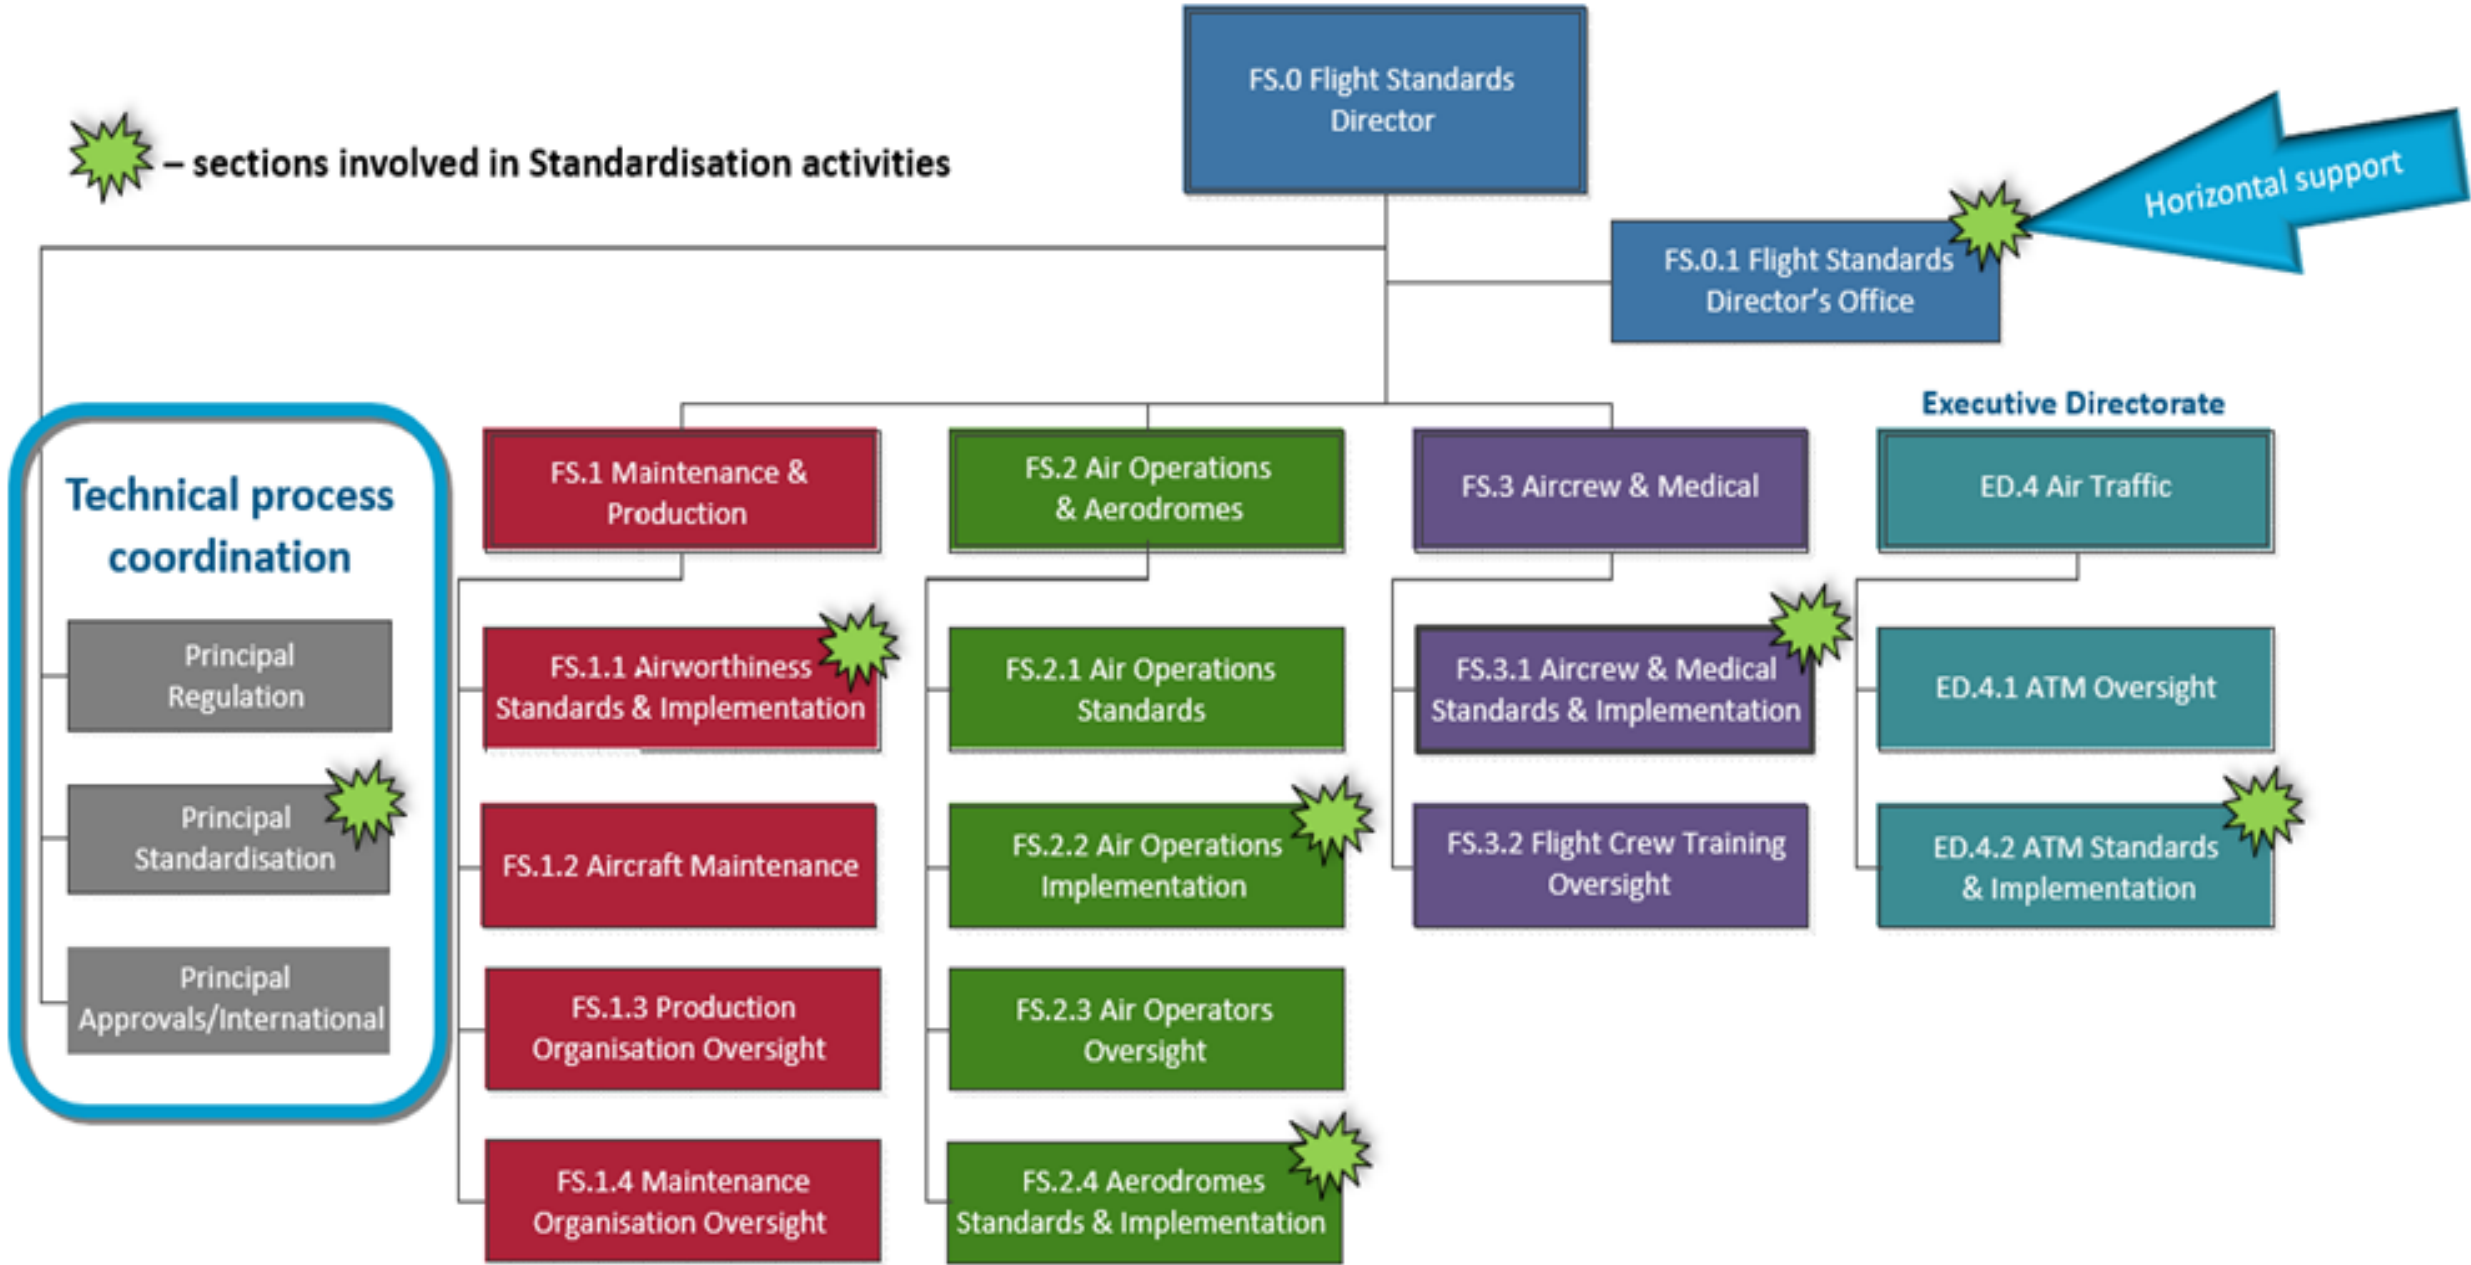 FS.0 Flight Standards
Director
– sections involved in Standardisation activities
Horizontal support
FS.0.1 Flight Standards
Director's Office
Technical process
coordination
Principal
Regulation
Principal
Standardisation
Principal
Approvals/International
FS.1 Maintenance &
Production
FS.1.1 Airworthiness
Standards & Implementation
FS.1.2 Aircraft Maintenance
FS.1.3 Production
Organisation Oversight
FS.1.4 Maintenance
Organisation Oversight
FS.2 Air Operations
& Aerodromes
FS.2.1 Air Operations
Standards
FS.2.2 Air Operations
Implementation
FS.2.3 Air Operators
Oversight
FS.2.4 Aerodromes
Standards & Implementation
FS.3 Aircrew & Medical
FS.3.1 Aircrew & Medical
Standards & Implementation
FS.3.2 Flight Crew Training
Oversight
Executive Directorate
ED.4 Air Traffic
ED.4.1 ATM Oversight
ED.4.2 ATM Standards
& Implementation